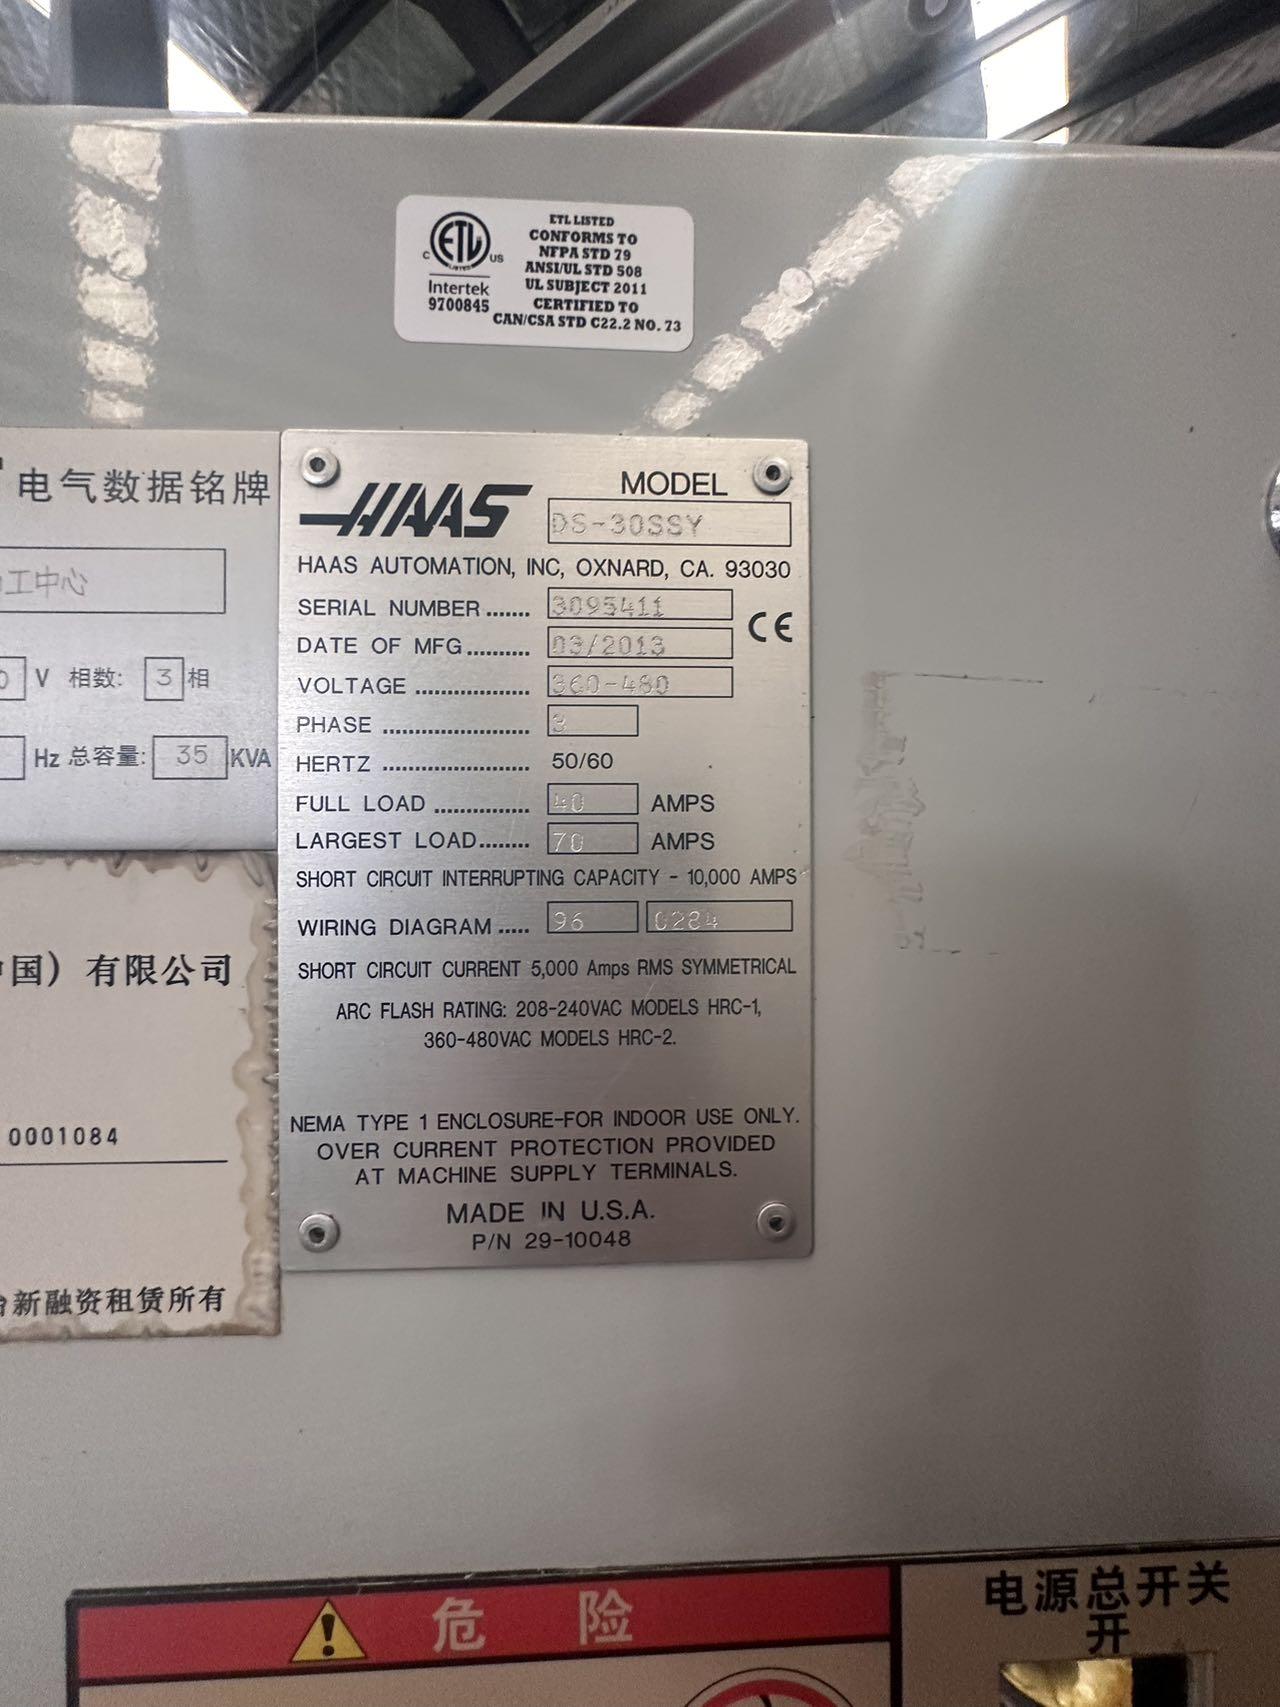 ETL LISTED
CONFORMS TO
NFPA STD 79
ANSI/UL STD 508
UL SUBJECT 2011
CERTIFIED TO
CAN/CSA STD C22.2 NO. 73
C ETL US
LISTED
Intertek
9700845
电气数据铭牌
工中心
V 相数: 3 相
Hz 总容量: 35 KVA
国）有限公司
0001084
新融资租赁所有
HAAS
MODEL
DS-30SSY
HAAS AUTOMATION, INC, OXNARD, CA. 93030
SERIAL NUMBER ....... 3095411
CE
DATE OF MFG.......... 03/2013
VOLTAGE .................. 360-480
PHASE ....................... 3
HERTZ ....................... 50/60
FULL LOAD ............... 40 AMPS
LARGEST LOAD........ 70 AMPS
SHORT CIRCUIT INTERRUPTING CAPACITY - 10,000 AMPS
WIRING DIAGRAM ..... 96 0284
SHORT CIRCUIT CURRENT 5,000 Amps RMS SYMMETRICAL
ARC FLASH RATING: 208-240VAC MODELS HRC-1,
360-480VAC MODELS HRC-2.
NEMA TYPE 1 ENCLOSURE-FOR INDOOR USE ONLY.
OVER CURRENT PROTECTION PROVIDED
AT MACHINE SUPPLY TERMINALS.
MADE IN U.S.A.
P/N 29-10048
危 险
电源总开关
开